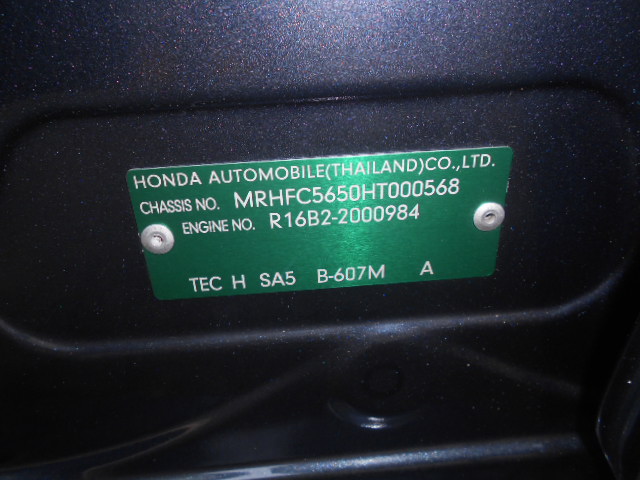 HONDA AUTOMOBILE(THAILAND)CO.,LTD.
CHASSIS NO. MRHFC5650HT000568
ENGINE NO. R16B2-2000984
TEC H SA5 B-607M A